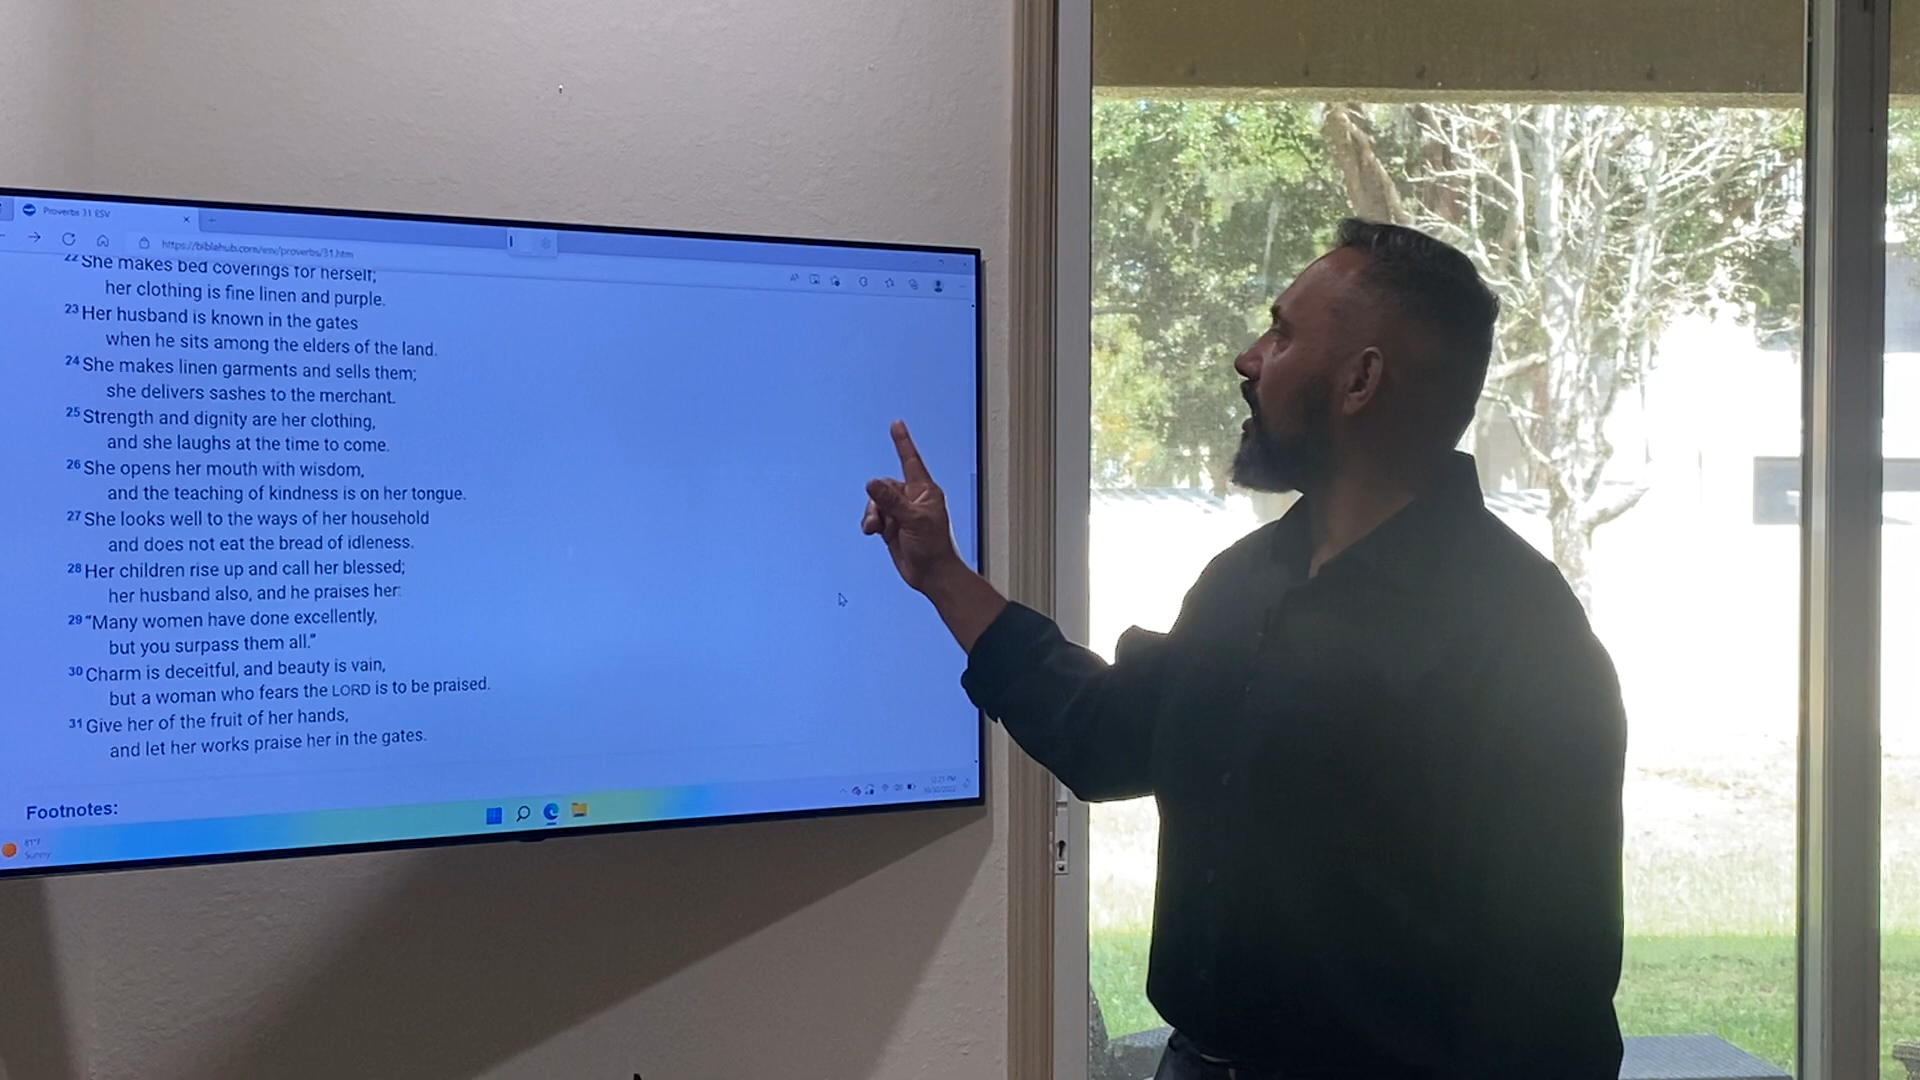 Proverbs 31 ESV
https://biblehub.com/esv/proverbs/31.htm
22 She makes bed coverings for herself;
her clothing is fine linen and purple.
23 Her husband is known in the gates
when he sits among the elders of the land.
24 She makes linen garments and sells them;
she delivers sashes to the merchant.
25 Strength and dignity are her clothing,
and she laughs at the time to come.
26 She opens her mouth with wisdom,
and the teaching of kindness is on her tongue.
27 She looks well to the ways of her household
and does not eat the bread of idleness.
28 Her children rise up and call her blessed;
her husband also, and he praises her:
29 “Many women have done excellently,
but you surpass them all.”
30 Charm is deceitful, and beauty is vain,
but a woman who fears the LORD is to be praised.
31 Give her of the fruit of her hands,
and let her works praise her in the gates.
Footnotes:
81°F
Sunny
12:21 PM
10/30/2022